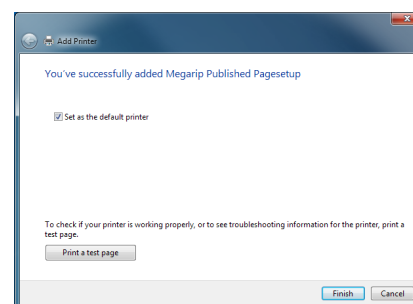 Add Printer
You've successfully added Megarip Published Pagesetup
Set as the default printer
To check if your printer is working properly, or to see troubleshooting information for the printer, print a
test page.
Print a test page
Finish Cancel